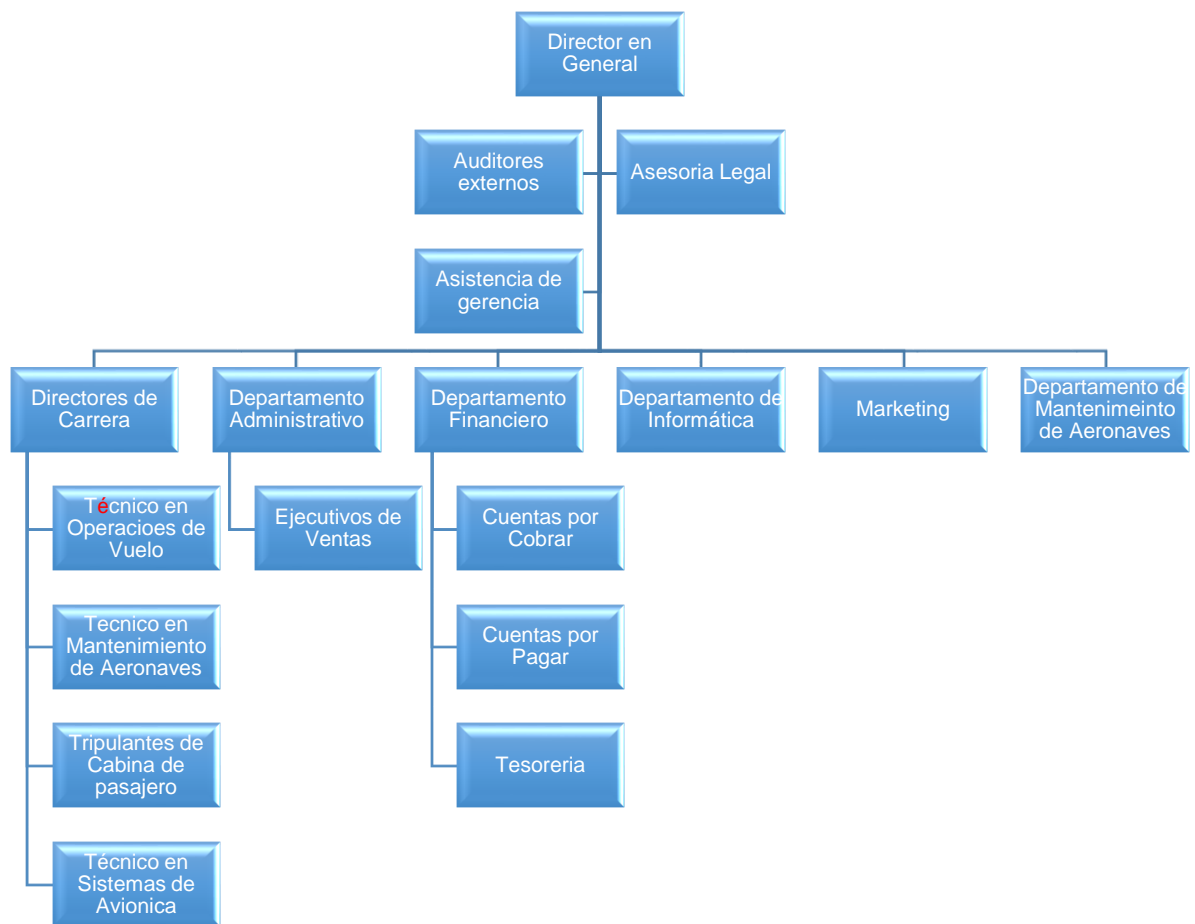 Director en
General
Auditores
externos
Asesoria Legal
Asistencia de
gerencia
Directores de
Carrera
Departamento
Administrativo
Departamento
Financiero
Departamento de
Informática
Marketing
Departamento de
Mantenimeinto
de Aeronaves
Técnico en
Operacioes de
Vuelo
Tecnico en
Mantenimiento
de Aeronaves
Tripulantes de
Cabina de
pasajero
Técnico en
Sistemas de
Avionica
Ejecutivos de
Ventas
Cuentas por
Cobrar
Cuentas por
Pagar
Tesoreria